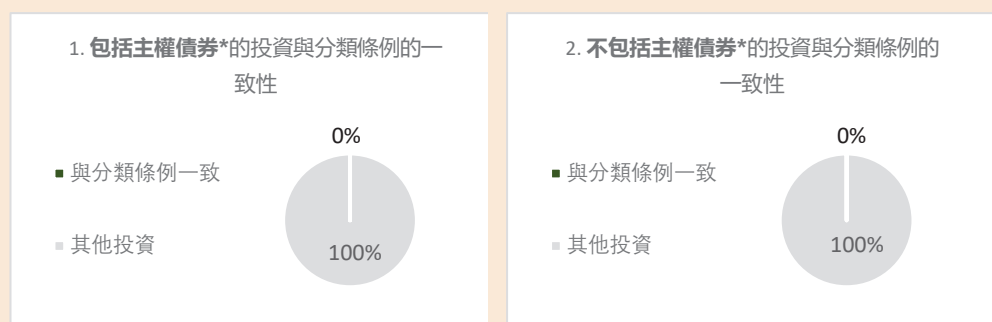 1. 包括主權債券*的投資與分類條例的一
致性
0%
與分類條例一致
其他投資
100%
2. 不包括主權債券*的投資與分類條例的
一致性
0%
與分類條例一致
其他投資
100%